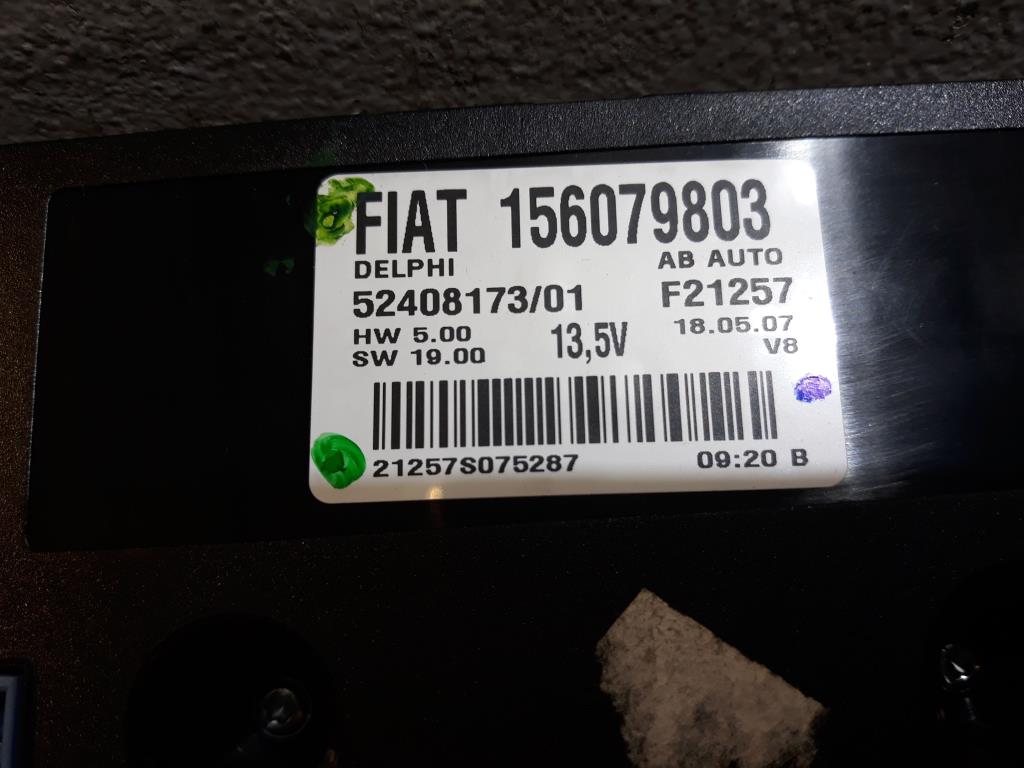 FIAT 156079803
DELPHI AB AUTO
52408173/01 F21257
HW 5.00 13,5V 18.05.07
SW 19.00 V8
21257S075287 09:20 B